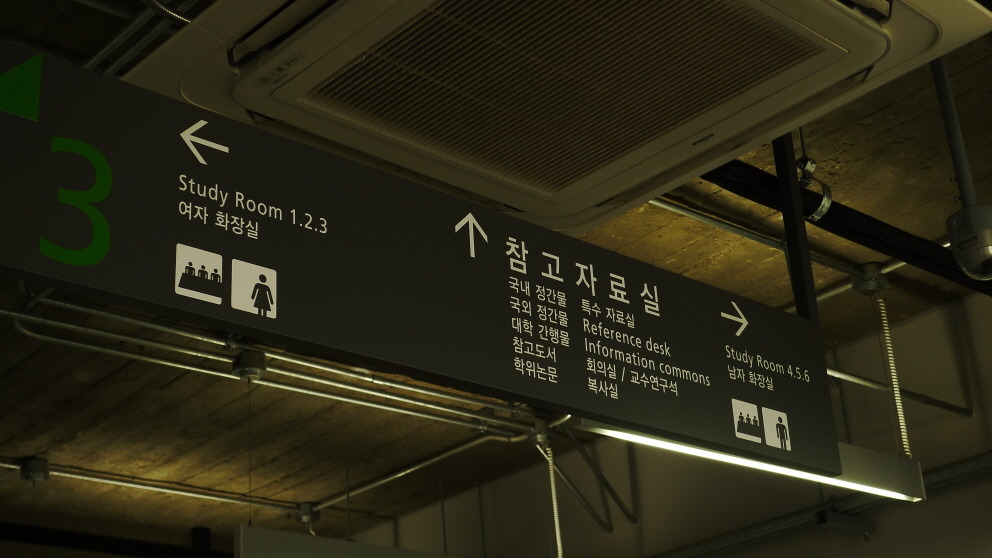 3
Study Room 1.2.3
여자 화장실
참고자료실
국내 정간물
국외 정간물
대학 간행물
참고도서
학위논문
특수 자료실
Reference desk
Information commons
회의실 / 교수연구석
복사실
Study Room 4.5.6
남자 화장실